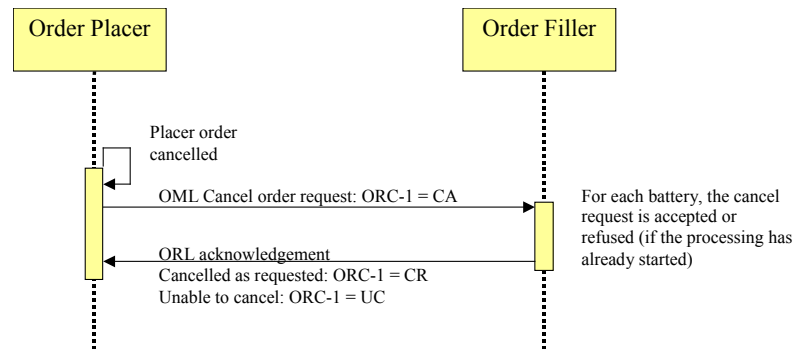 Order Placer
Order Filler
Placer order
cancelled
OML Cancel order request: ORC-1 = CA
For each battery, the cancel
request is accepted or
refused (if the processing has
already started)
ORL acknowledgement
Cancelled as requested: ORC-1 = CR
Unable to cancel: ORC-1 = UC